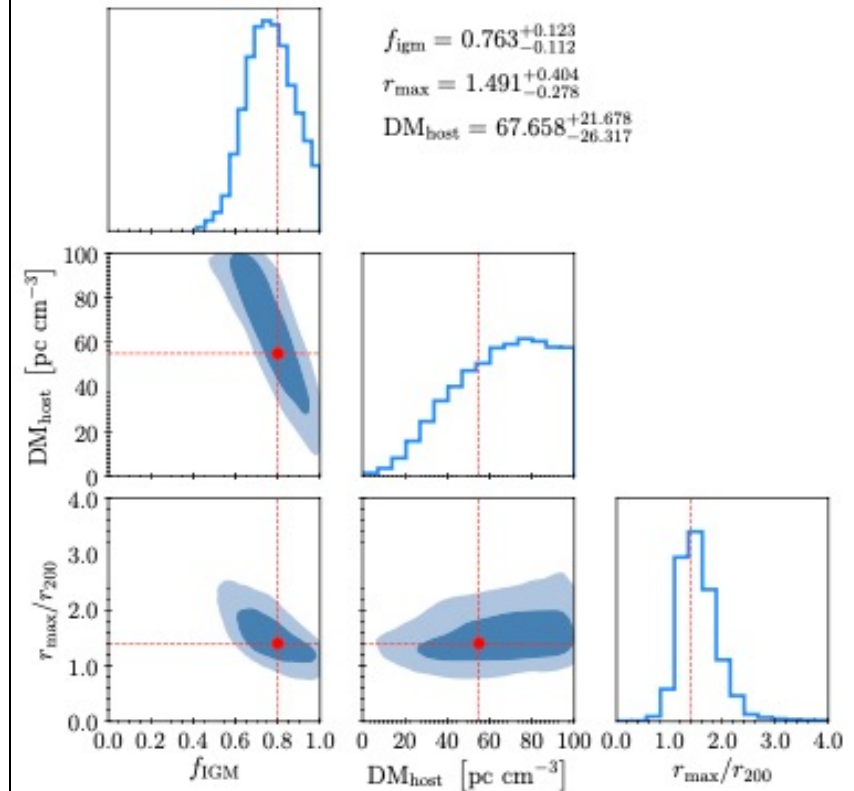 f_igm = 0.763^{+0.123}_{-0.112}
r_max = 1.491^{+0.404}_{-0.278}
DM_host = 67.658^{+21.678}_{-26.317}
100
80
60
40
20
0
DM_host [pc cm^{-3}]
4.0
3.0
2.0
1.0
0.0
r_max/r_200
0.0 0.2 0.4 0.6 0.8 1.0
f_IGM
0 20 40 60 80 100
DM_host [pc cm^{-3}]
0.0 1.0 2.0 3.0 4.0
r_max/r_200